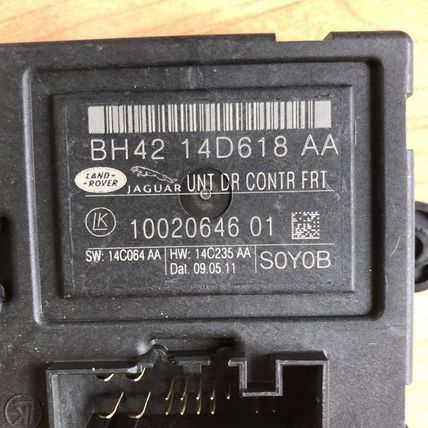 BH42 14D618 AA
LAND-
-ROVER
JAGUAR UNT DR CONTR FRT
LK 10020646 01
SW: 14C064 AA HW: 14C235 AA
Dat. 09.05.11
S0Y0B
LK